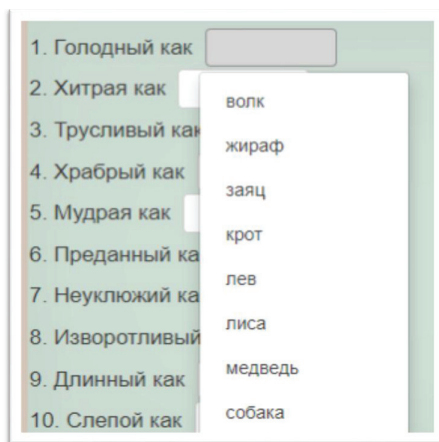 1. Голодный как
2. Хитрая как
3. Трусливый как
4. Храбрый как
5. Мудрая как
6. Преданный ка
7. Неуклюжий ка
8. Изворотливый
9. Длинный как
10. Слепой как
волк
жираф
заяц
крот
лев
лиса
медведь
собака